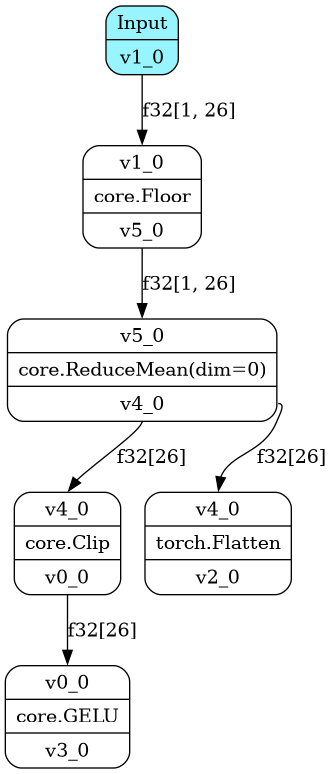 Input
v1_0
f32[1, 26]
v1_0
core.Floor
v5_0
f32[1, 26]
v5_0
core.ReduceMean(dim=0)
v4_0
f32[26]
f32[26]
v4_0
core.Clip
v0_0
v4_0
torch.Flatten
v2_0
f32[26]
v0_0
core.GELU
v3_0